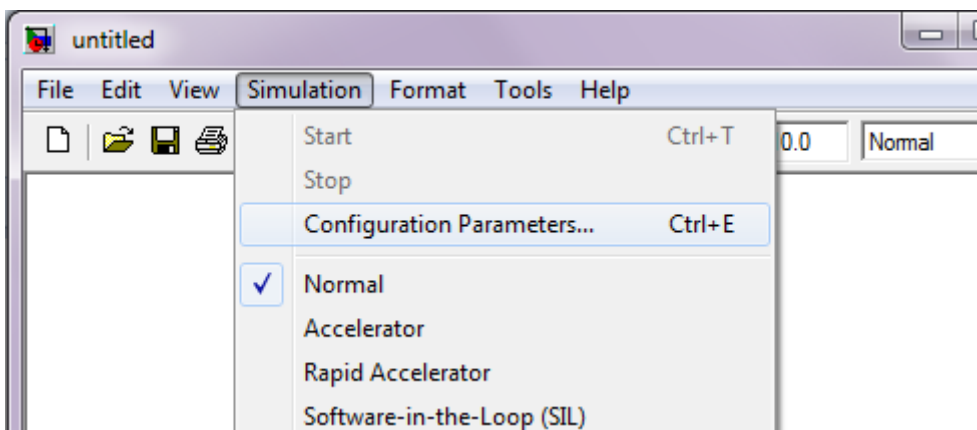 untitled
File Edit View Simulation Format Tools Help
Start Ctrl+T
0.0 Normal
Stop
Configuration Parameters... Ctrl+E
Normal
Accelerator
Rapid Accelerator
Software-in-the-Loop (SIL)